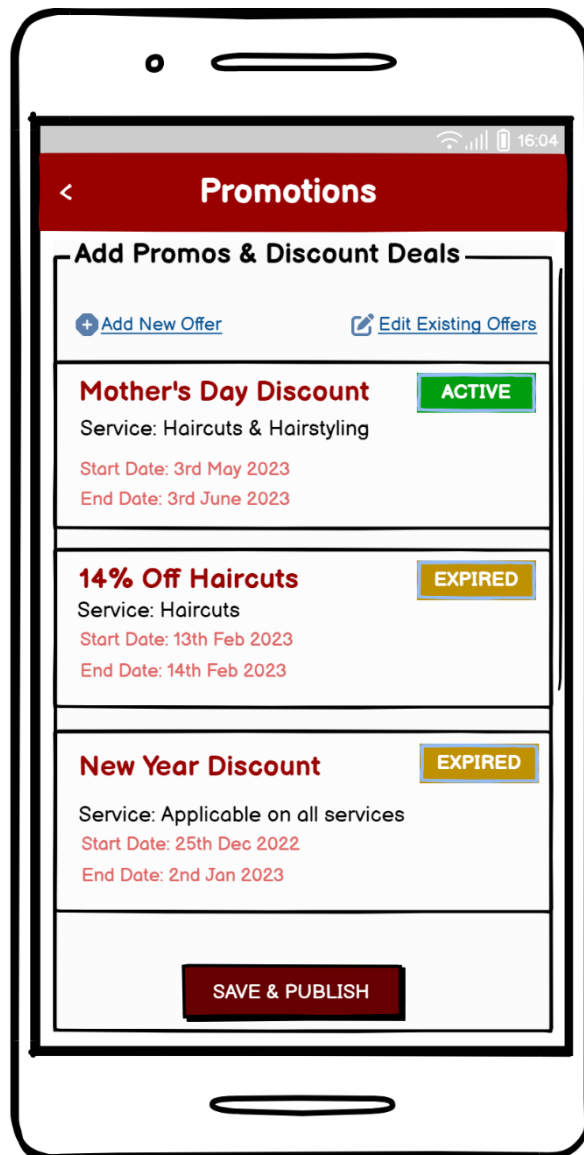 16:04
< Promotions
Add Promos & Discount Deals
Add New Offer Edit Existing Offers
Mother's Day Discount ACTIVE
Service: Haircuts & Hairstyling
Start Date: 3rd May 2023
End Date: 3rd June 2023
14% Off Haircuts EXPIRED
Service: Haircuts
Start Date: 13th Feb 2023
End Date: 14th Feb 2023
New Year Discount EXPIRED
Service: Applicable on all services
Start Date: 25th Dec 2022
End Date: 2nd Jan 2023
SAVE & PUBLISH